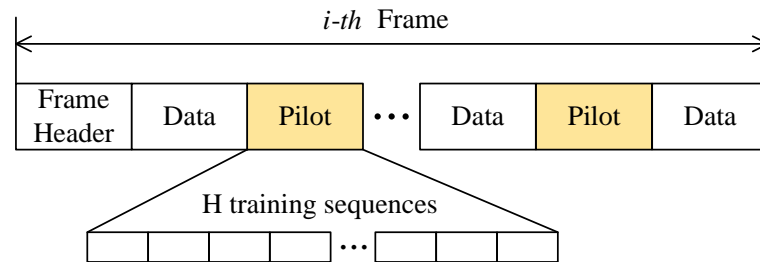 i-th Frame
Frame
Header
Data
Pilot
...
Data
Pilot
Data
H training sequences
...